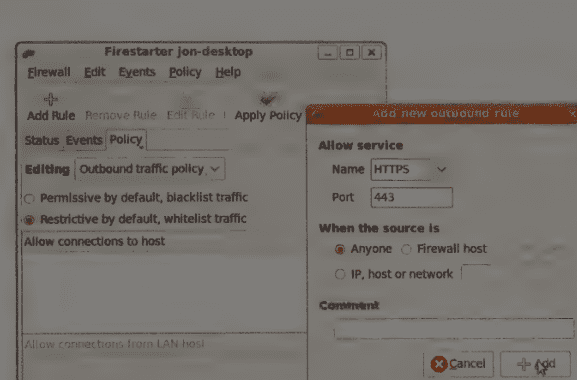 Firestarter jon-desktop
Firewall Edit Events Policy Help
Add Rule Remove Rule Edit Rule Apply Policy
Status Events Policy
Editing Outbound traffic policy
Permissive by default, blacklist traffic
Restrictive by default, whitelist traffic
Allow connections to host
Allow connections from LAN host
Add new outbound rule
Allow service
Name HTTPS
Port 443
When the source is
Anyone Firewall host
IP, host or network
Comment
Cancel Add